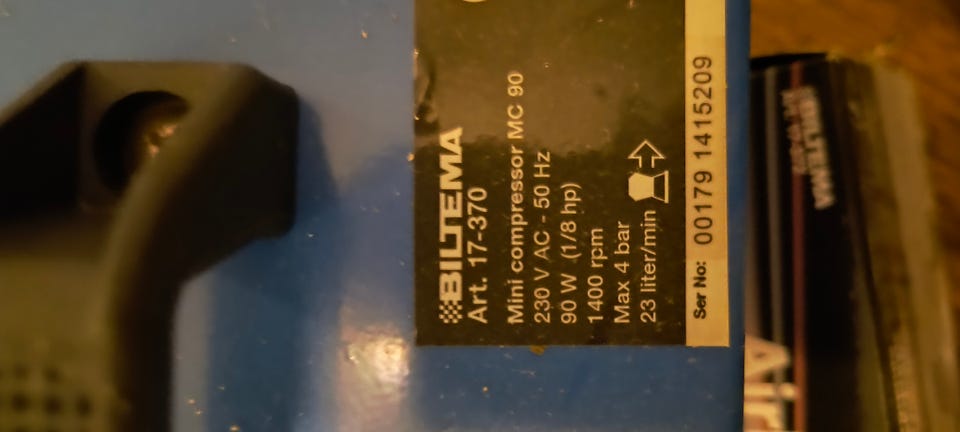 BILTEMA
Art. 17-370
Mini compressor MC 90
230 V AC - 50 Hz
90 W (1/8 hp)
1400 rpm
Max 4 bar
23 liter/min
Ser No: 00179 1415209
BILTEMA